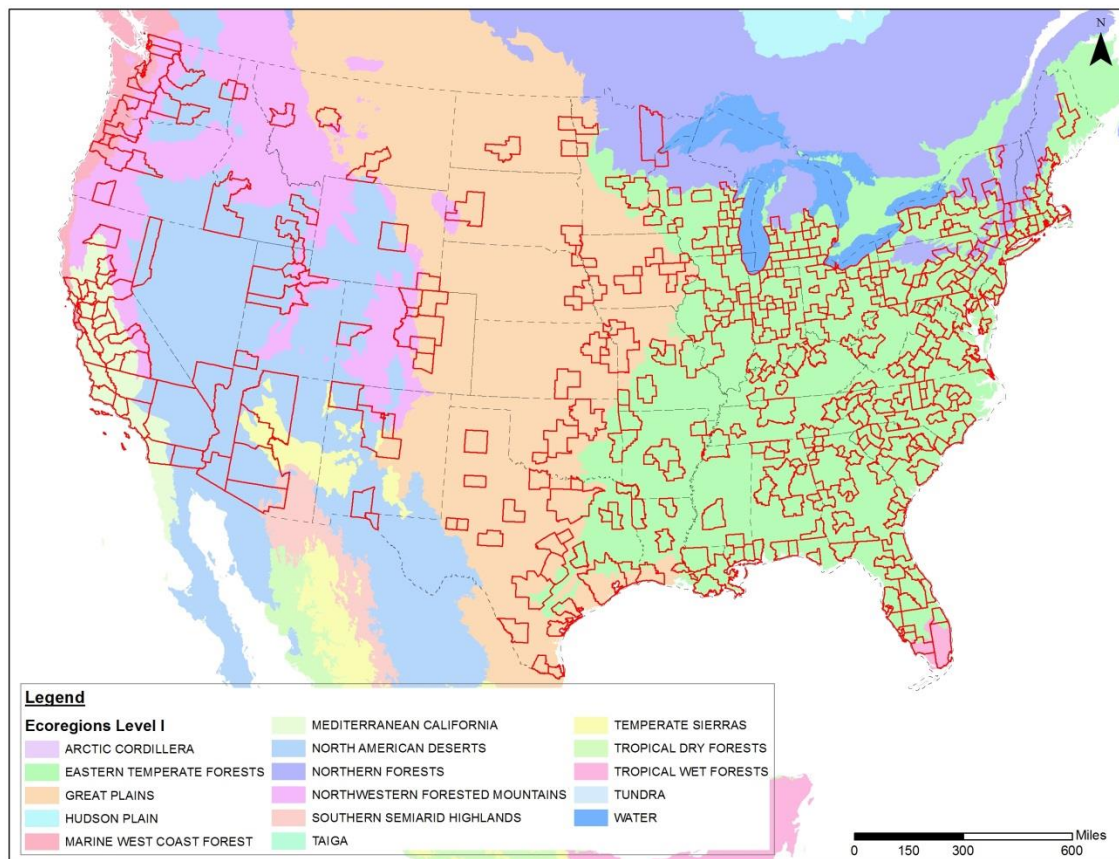 N
Legend
Ecoregions Level I
ARCTIC CORDILLERA
EASTERN TEMPERATE FORESTS
GREAT PLAINS
HUDSON PLAIN
MARINE WEST COAST FOREST
MEDITERRANEAN CALIFORNIA
NORTH AMERICAN DESERTS
NORTHERN FORESTS
NORTHWESTERN FORESTED MOUNTAINS
SOUTHERN SEMIARID HIGHLANDS
TAIGA
TEMPERATE SIERRAS
TROPICAL DRY FORESTS
TROPICAL WET FORESTS
TUNDRA
WATER
Miles
0 150 300 600